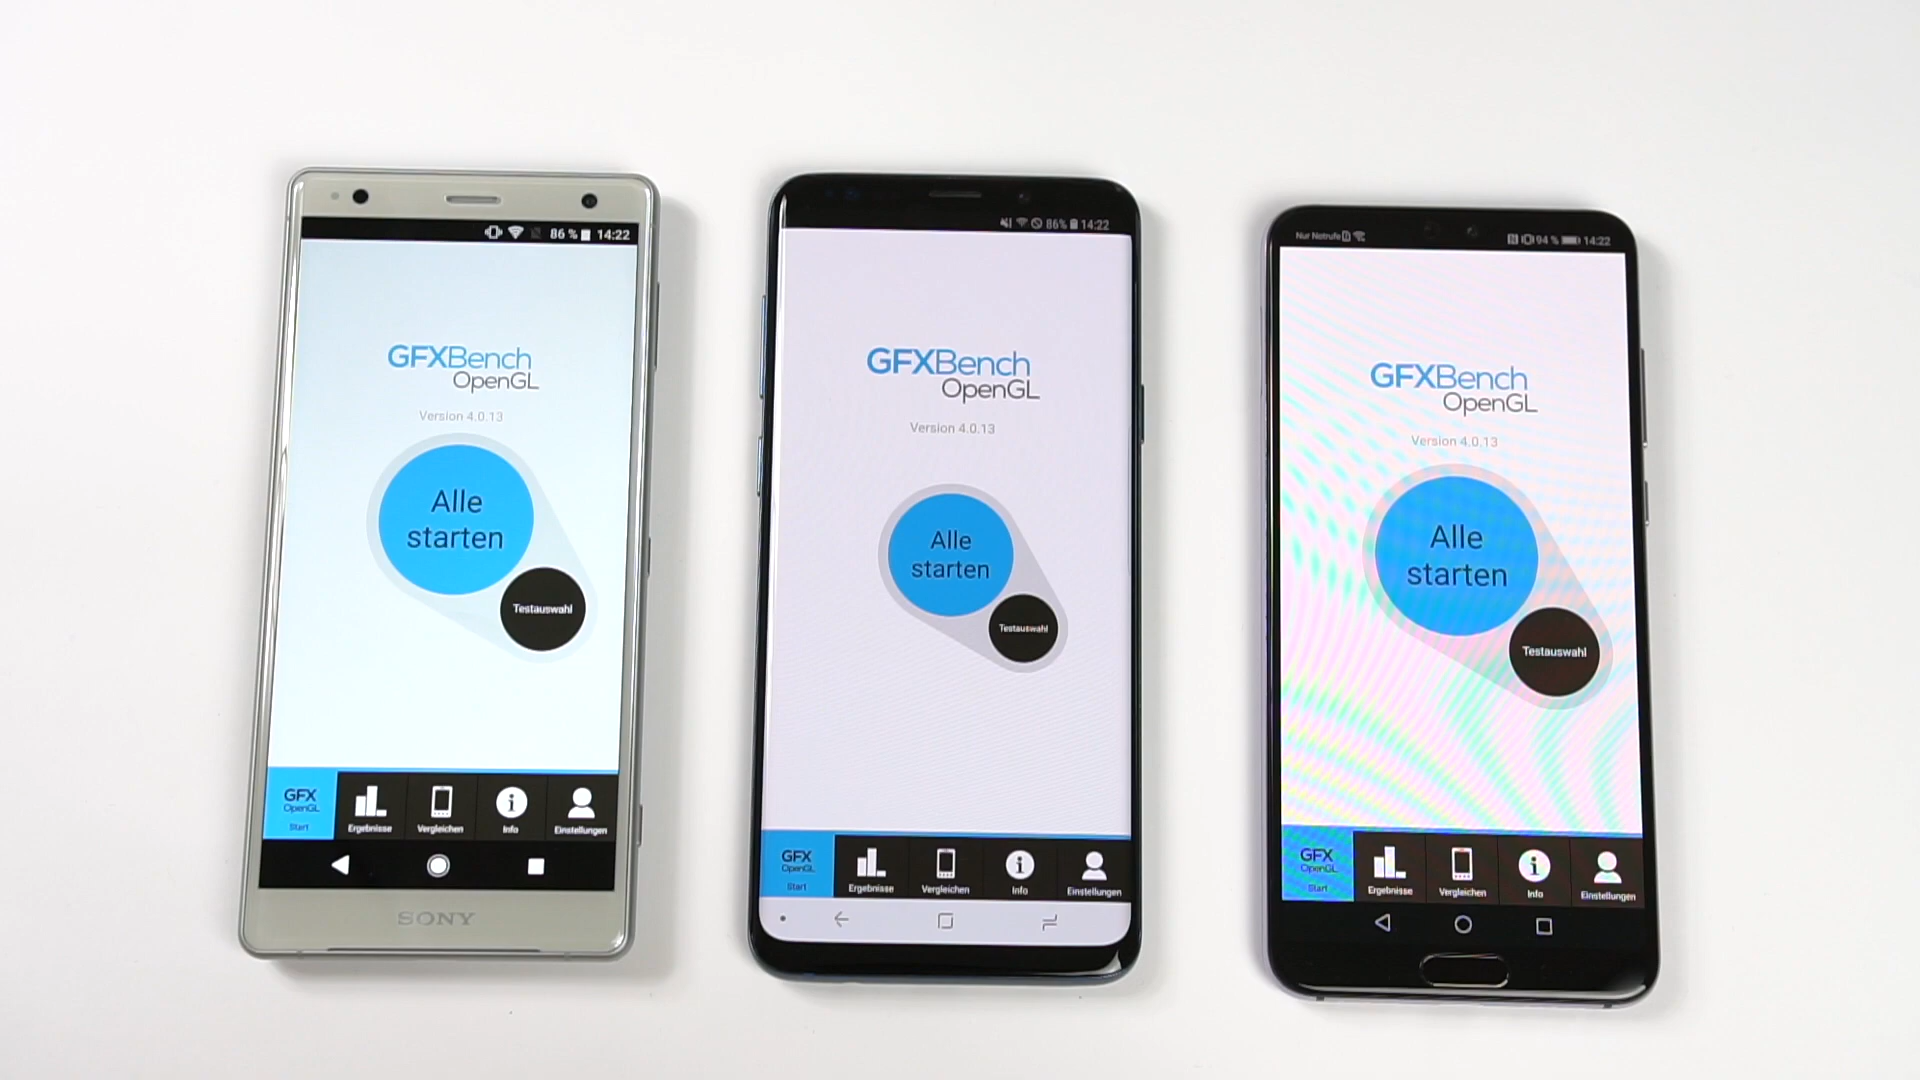 86 % 14:22
GFXBench
OpenGL
Version 4.0.13
Alle
starten
Testauswahl
GFX
OpenGL
Start
Ergebnisse
Vergleichen
Info
Einstellungen
SONY
86% 14:22
GFXBench
OpenGL
Version 4.0.13
Alle
starten
Testauswahl
GFX
OpenGL
Start
Ergebnisse
Vergleichen
Info
Einstellungen
Nur Notrufe 94 % 14:22
GFXBench
OpenGL
Version 4.0.13
Alle
starten
Testauswahl
GFX
OpenGL
Start
Ergebnisse
Vergleichen
Info
Einstellungen